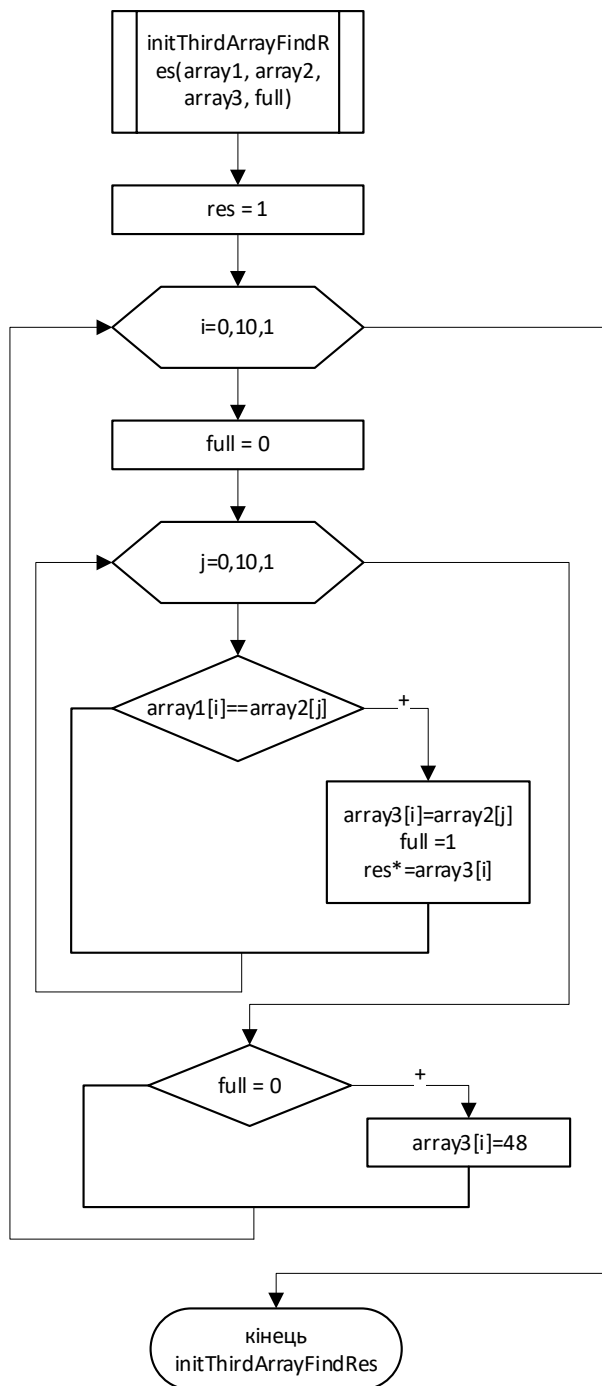 initThirdArrayFindR
es(array1, array2,
array3, full)
res = 1
i=0,10,1
full = 0
j=0,10,1
array1[i]==array2[j]
+
array3[i]=array2[j]
full =1
res*=array3[i]
full = 0
+
array3[i]=48
кінець
initThirdArrayFindRes